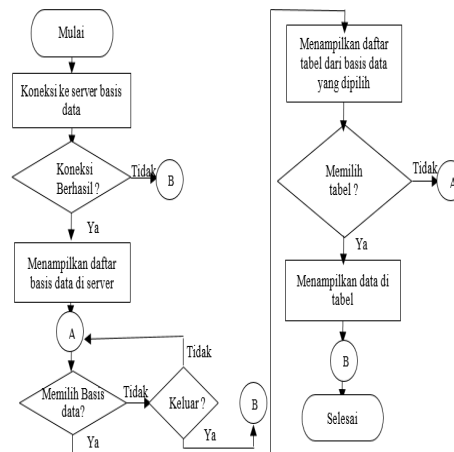 Mulai
Koneksi ke server basis
data
Koneksi
Berhasil ?
Tidak
B
Ya
Menampilkan daftar
basis data di server
A
Tidak
Memilih Basis
data?
Tidak
Keluar ?
B
Ya
Ya
Menampilkan daftar
tabel dari basis data
yang dipilih
Memilih
tabel ?
Tidak
A
Ya
Menampilkan data di
tabel
B
Selesai